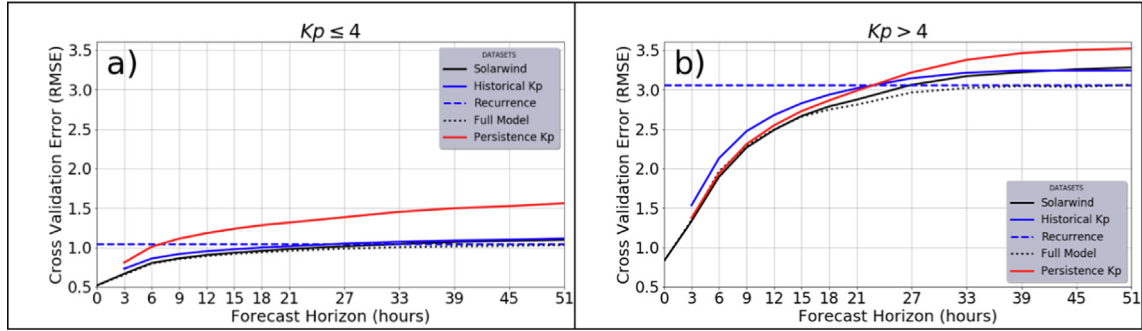 Kp ≤ 4
a)
Cross Validation Error (RMSE)
3.5
3.0
2.5
2.0
1.5
1.0
0.5
DATASETS
Solarwind
Historical Kp
Recurrence
Full Model
Persistence Kp
0 3 6 9 12 15 18 21 27 33 39 45 51
Forecast Horizon (hours)
Kp > 4
b)
Cross Validation Error (RMSE)
3.5
3.0
2.5
2.0
1.5
1.0
0.5
DATASETS
Solarwind
Historical Kp
Recurrence
Full Model
Persistence Kp
0 3 6 9 12 15 18 21 27 33 39 45 51
Forecast Horizon (hours)